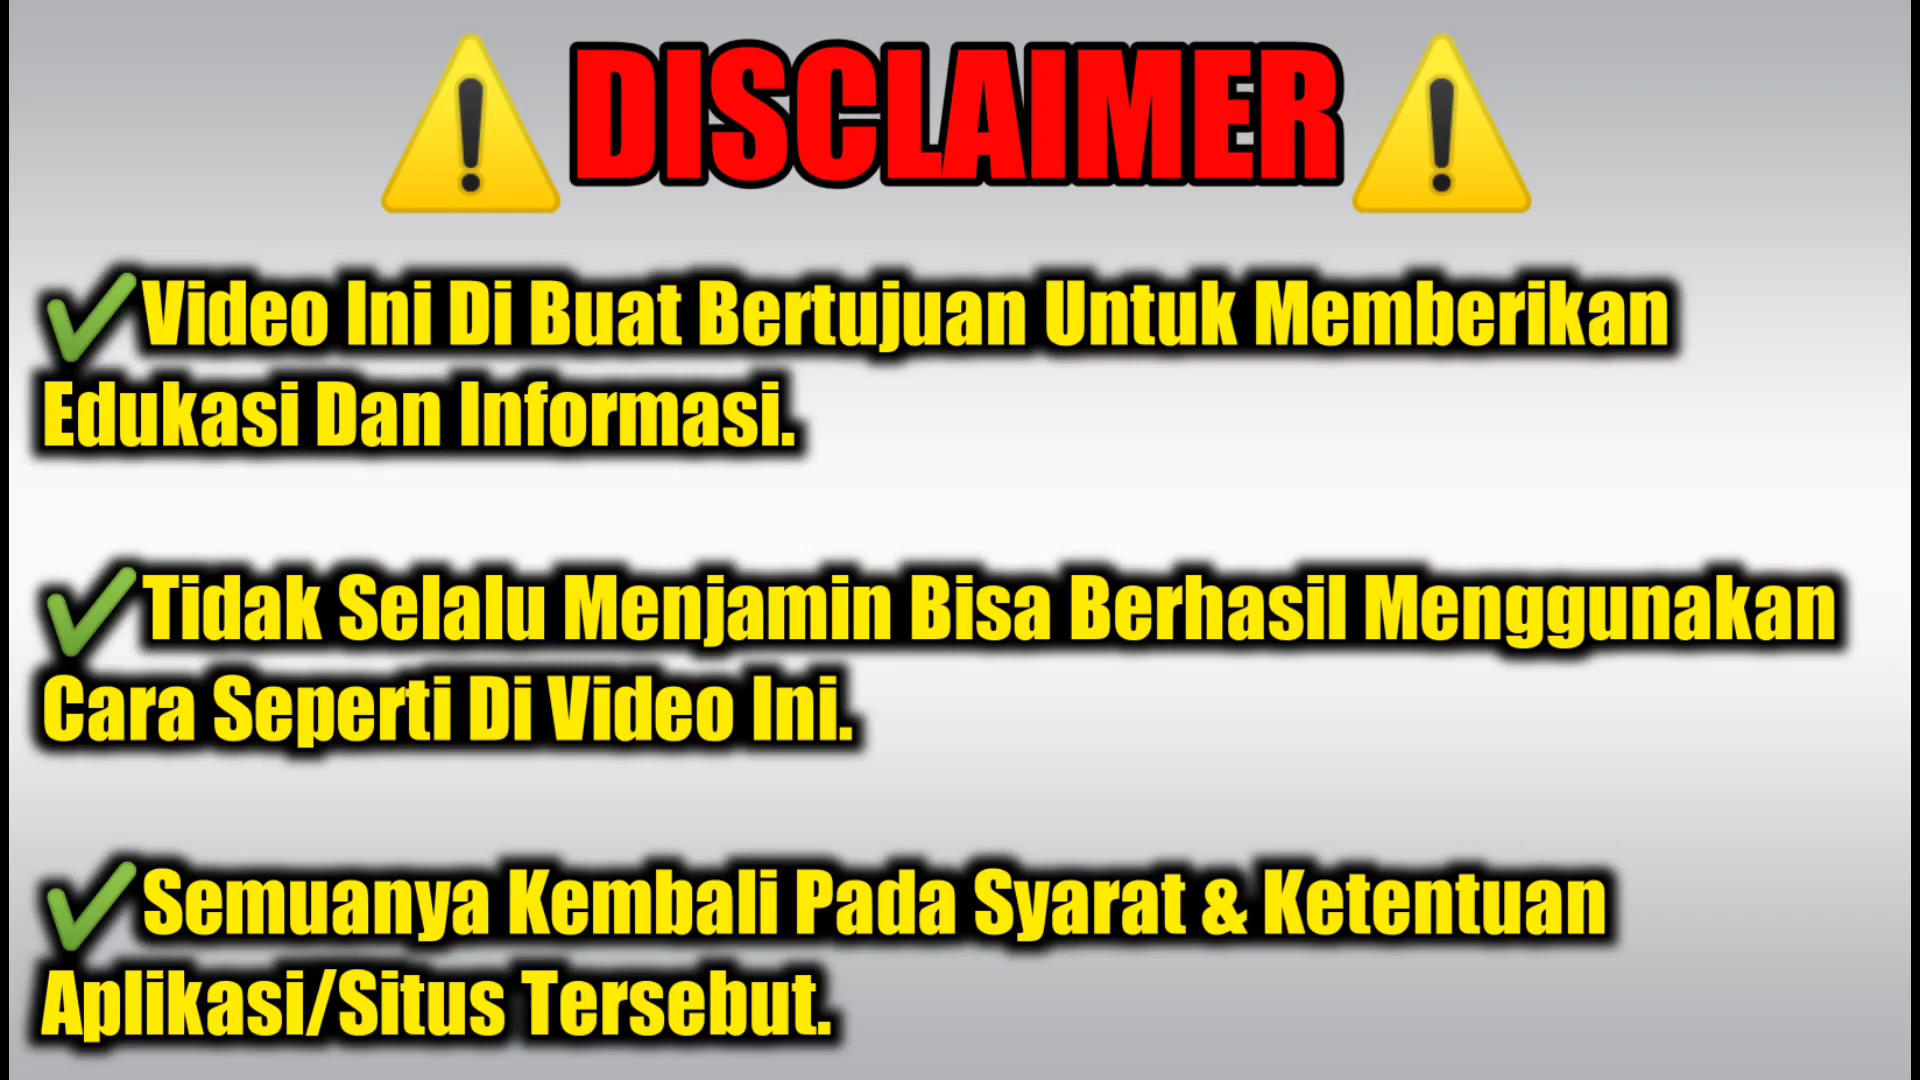 ⚠️DISCLAIMER⚠️
✔Video Ini Di Buat Bertujuan Untuk Memberikan
Edukasi Dan Informasi.
✔Tidak Selalu Menjamin Bisa Berhasil Menggunakan
Cara Seperti Di Video Ini.
✔Semuanya Kembali Pada Syarat & Ketentuan
Aplikasi/Situs Tersebut.